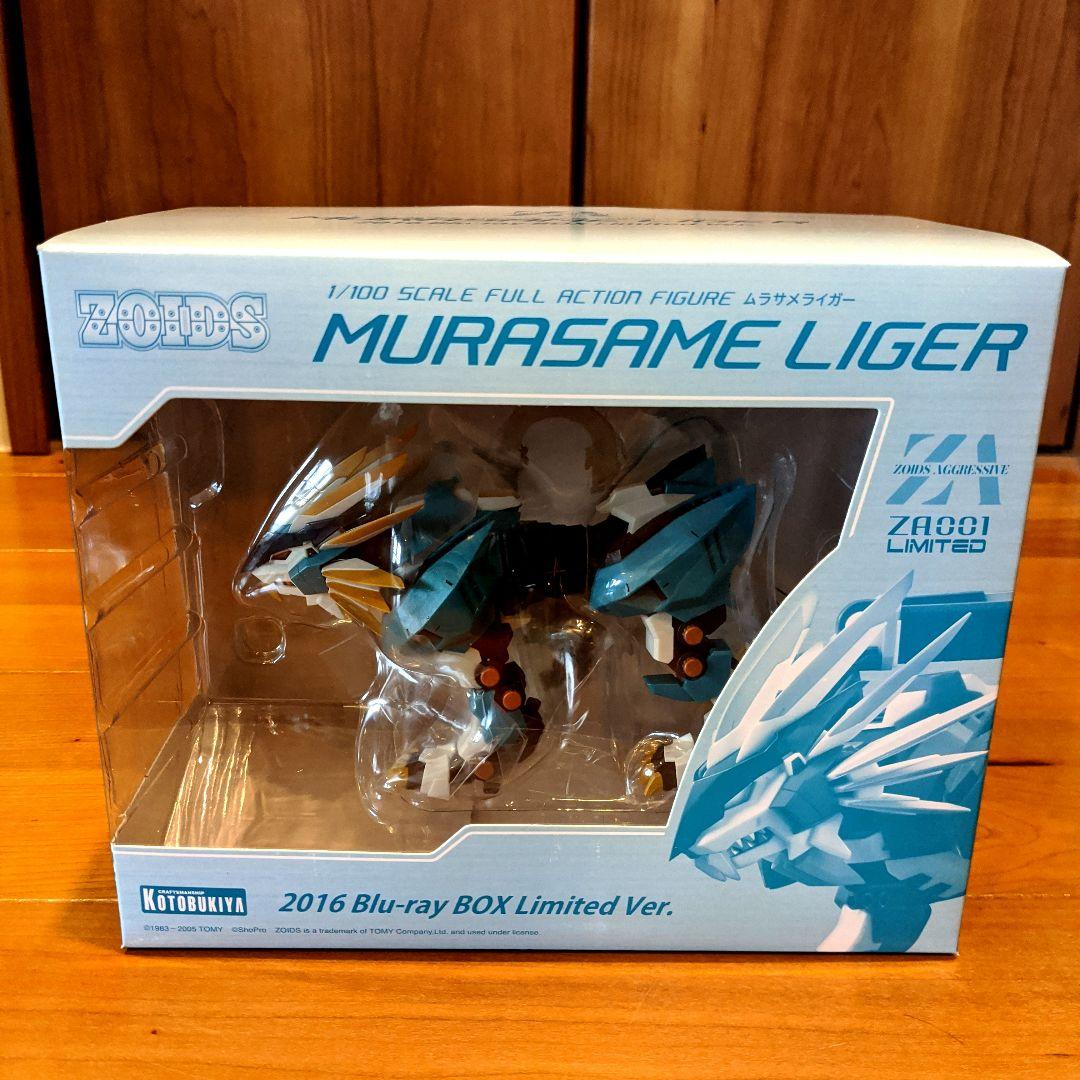 ZOIDS
1/100 SCALE FULL ACTION FIGURE ムラサメライガー
MURASAME LIGER
ZA
ZOIDS AGGRESSIVE
ZA001
LIMITED
CRAFTSMANSHIP
KOTOBUKIYA
2016 Blu-ray BOX Limited Ver.
©1983-2005 TOMY ©ShoPro ZOIDS is a trademark of TOMY Company,Ltd. and used under license.